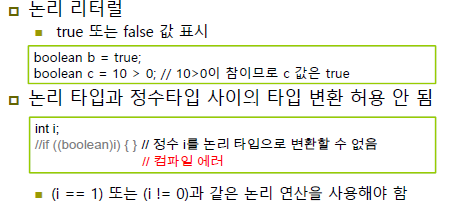 논리 리터럴
true 또는 false 값 표시
boolean b = true;
boolean c = 10 > 0; // 10>0이 참이므로 c 값은 true
논리 타입과 정수타입 사이의 타입 변환 허용 안 됨
int i;
//if ((boolean)i) { } // 정수 i를 논리 타입으로 변환할 수 없음
// 컴파일 에러
(i == 1) 또는 (i != 0)과 같은 논리 연산을 사용해야 함